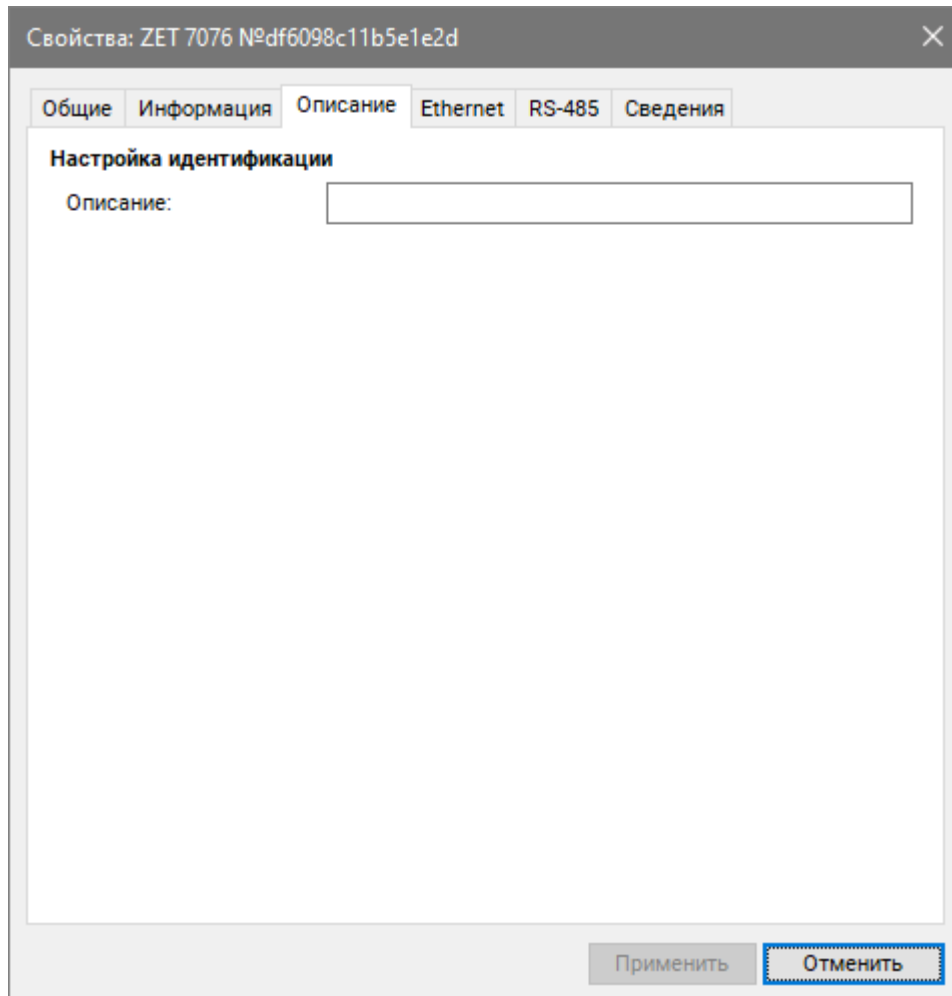 Свойства: ZET 7076 №df6098c11b5e1e2d
Общие Информация Описание Ethernet RS-485 Сведения
Настройка идентификации
Описание:
Применить Отменить